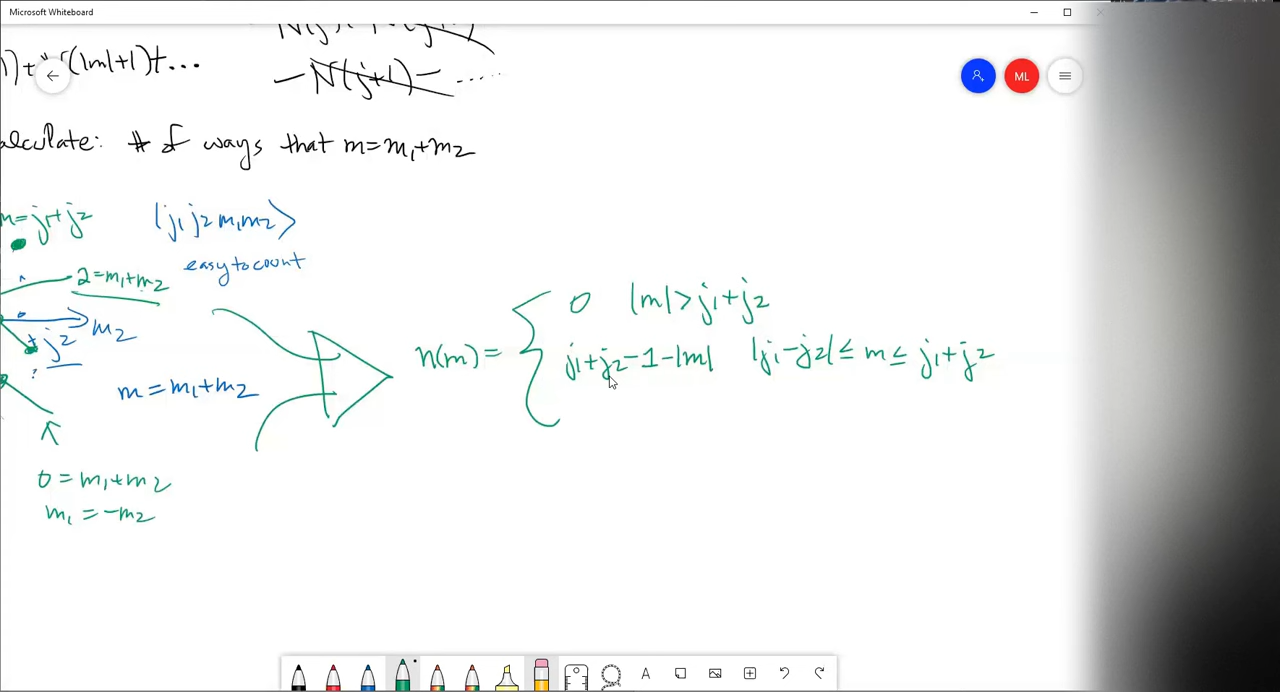 Microsoft Whiteboard
ML
(|m|+1)+...
-N(j+1)- .....
alculate: # of ways that m=m₁+m₂
m=j₁+j₂
|j₁j₂m₁m₂⟩
easy to count
2=m₁+m₂
m₂
j₂
m=m₁+m₂
n(m)=
0 |m|>j₁+j₂
j₁+j₂-1-|m| |j₁-j₂|≤m≤j₁+j₂
0=m₁+m₂
m₁=-m₂
A